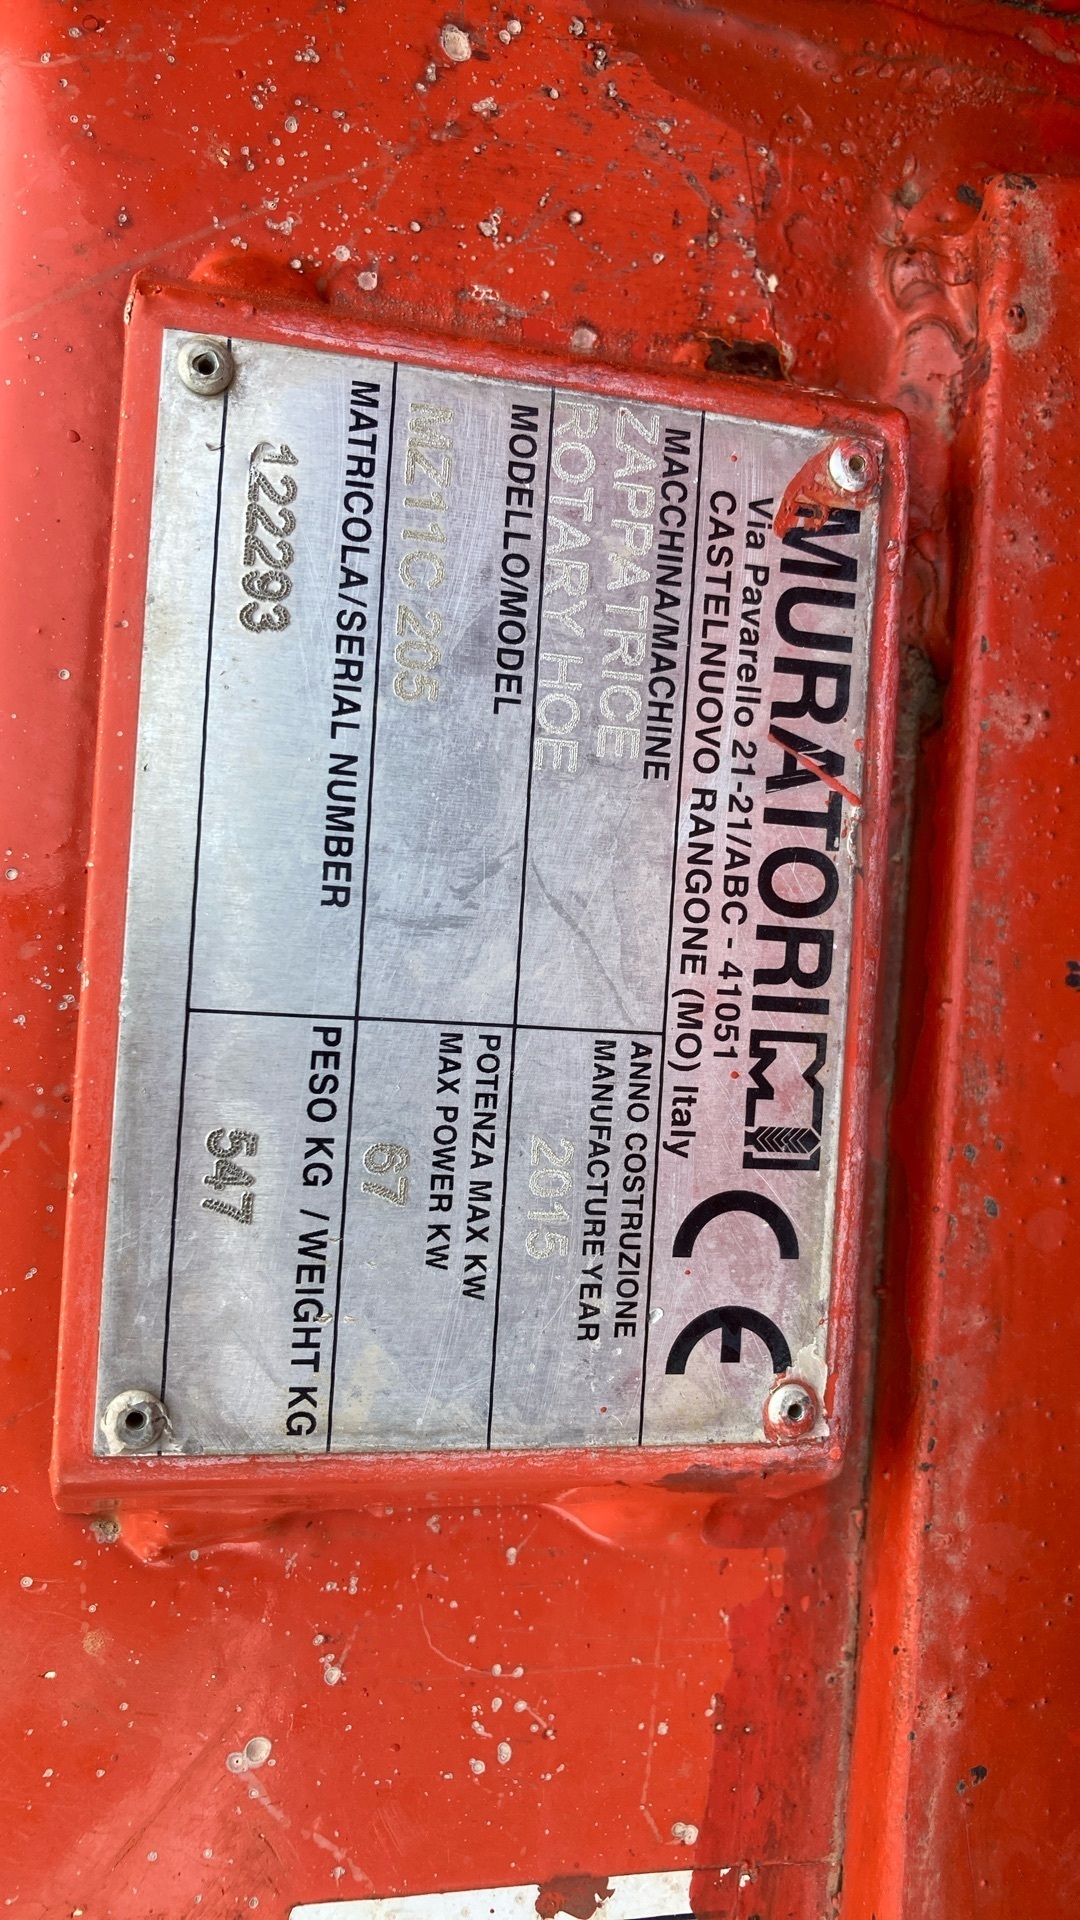 MURATORI
CE
Via Pavarello 21-21/ABC - 41051
CASTELNUOVO RANGONE (MO) Italy
MACCHINA/MACHINE
ZAPPATRICE
ROTARY HOE
ANNO COSTRUZIONE
MANUFACTURE YEAR
2015
MODELLO/MODEL
MZ11C 205
POTENZA MAX KW
MAX POWER KW
67
MATRICOLA/SERIAL NUMBER
122293
PESO KG / WEIGHT KG
547